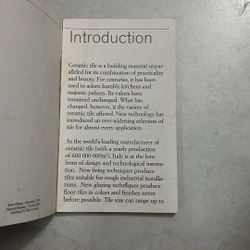 Introduction
Ceramic tile is a building material unpar-
alleled for its combination of practicality
and beauty. For centuries, it has been
used to adorn humble kitchens and
majestic palaces. Its values have
remained unchanged. What has
changed, however, is the variety of
ceramic tile offered. New technology has
introduced an ever-widening selection of
tile for almost every application.
As the world's leading manufacturer of
ceramic tile (with a yearly production
of 600 000 000m²), Italy is at the fore-
front of design and technological innova-
tion. New firing techniques produce
tiles suitable for tough industrial installa-
tions. New glazing techniques produce
floor tiles in colors and finishes never
before possible. Tile size can range up to